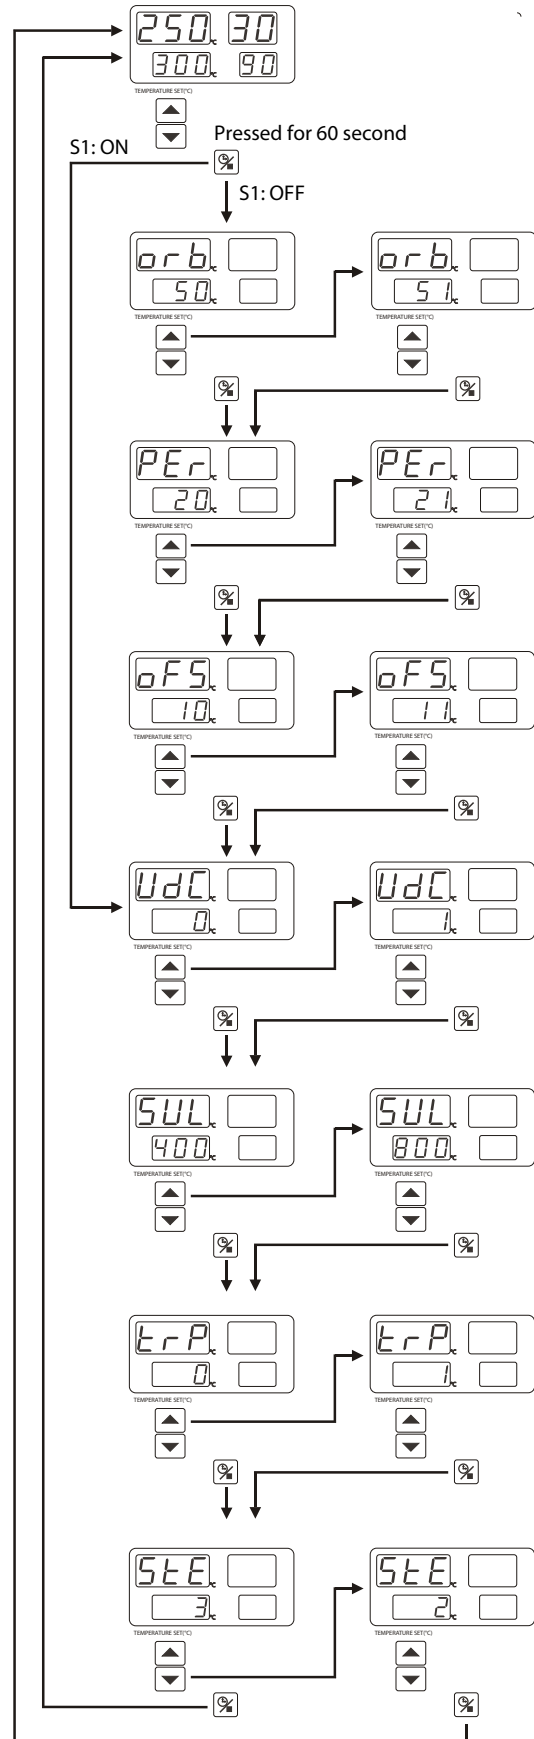 250 °C 30
300 °C 90
TEMPERATURE SET(°C)
Pressed for 60 second
S1: ON
S1: OFF
orb °C orb °C
50 °C 51 °C
TEMPERATURE SET(°C) TEMPERATURE SET(°C)
PEr °C PEr °C
20 °C 21 °C
TEMPERATURE SET(°C) TEMPERATURE SET(°C)
oFS °C oFS °C
10 °C 11 °C
TEMPERATURE SET(°C) TEMPERATURE SET(°C)
UdC °C UdC °C
0 °C 1 °C
TEMPERATURE SET(°C) TEMPERATURE SET(°C)
SUL °C SUL °C
400 °C 800 °C
TEMPERATURE SET(°C) TEMPERATURE SET(°C)
trP °C trP °C
0 °C 1 °C
TEMPERATURE SET(°C) TEMPERATURE SET(°C)
StE °C StE °C
3 °C 2 °C
TEMPERATURE SET(°C) TEMPERATURE SET(°C)